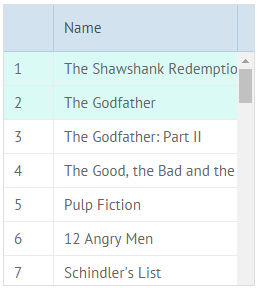 Name
1 The Shawshank Redemptio
2 The Godfather
3 The Godfather: Part II
4 The Good, the Bad and the
5 Pulp Fiction
6 12 Angry Men
7 Schindler's List